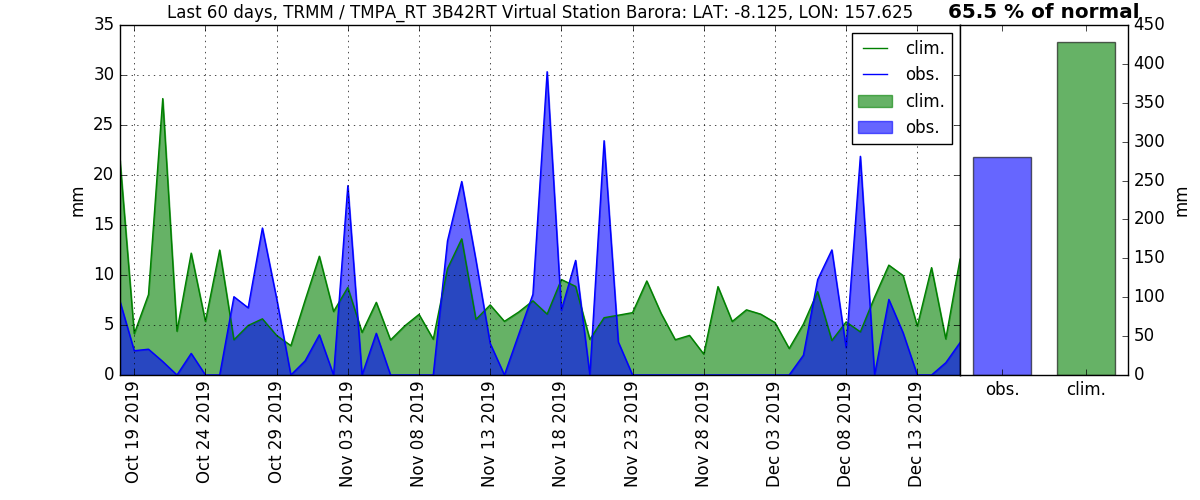 Last 60 days, TRMM / TMPA_RT 3B42RT Virtual Station Barora: LAT: -8.125, LON: 157.625
65.5 % of normal
35
30
25
20
15
10
5
0
mm
clim.
obs.
clim.
obs.
450
400
350
300
250
200
150
100
50
0
mm
obs.
clim.
Oct 19 2019
Oct 24 2019
Oct 29 2019
Nov 03 2019
Nov 08 2019
Nov 13 2019
Nov 18 2019
Nov 23 2019
Nov 28 2019
Dec 03 2019
Dec 08 2019
Dec 13 2019